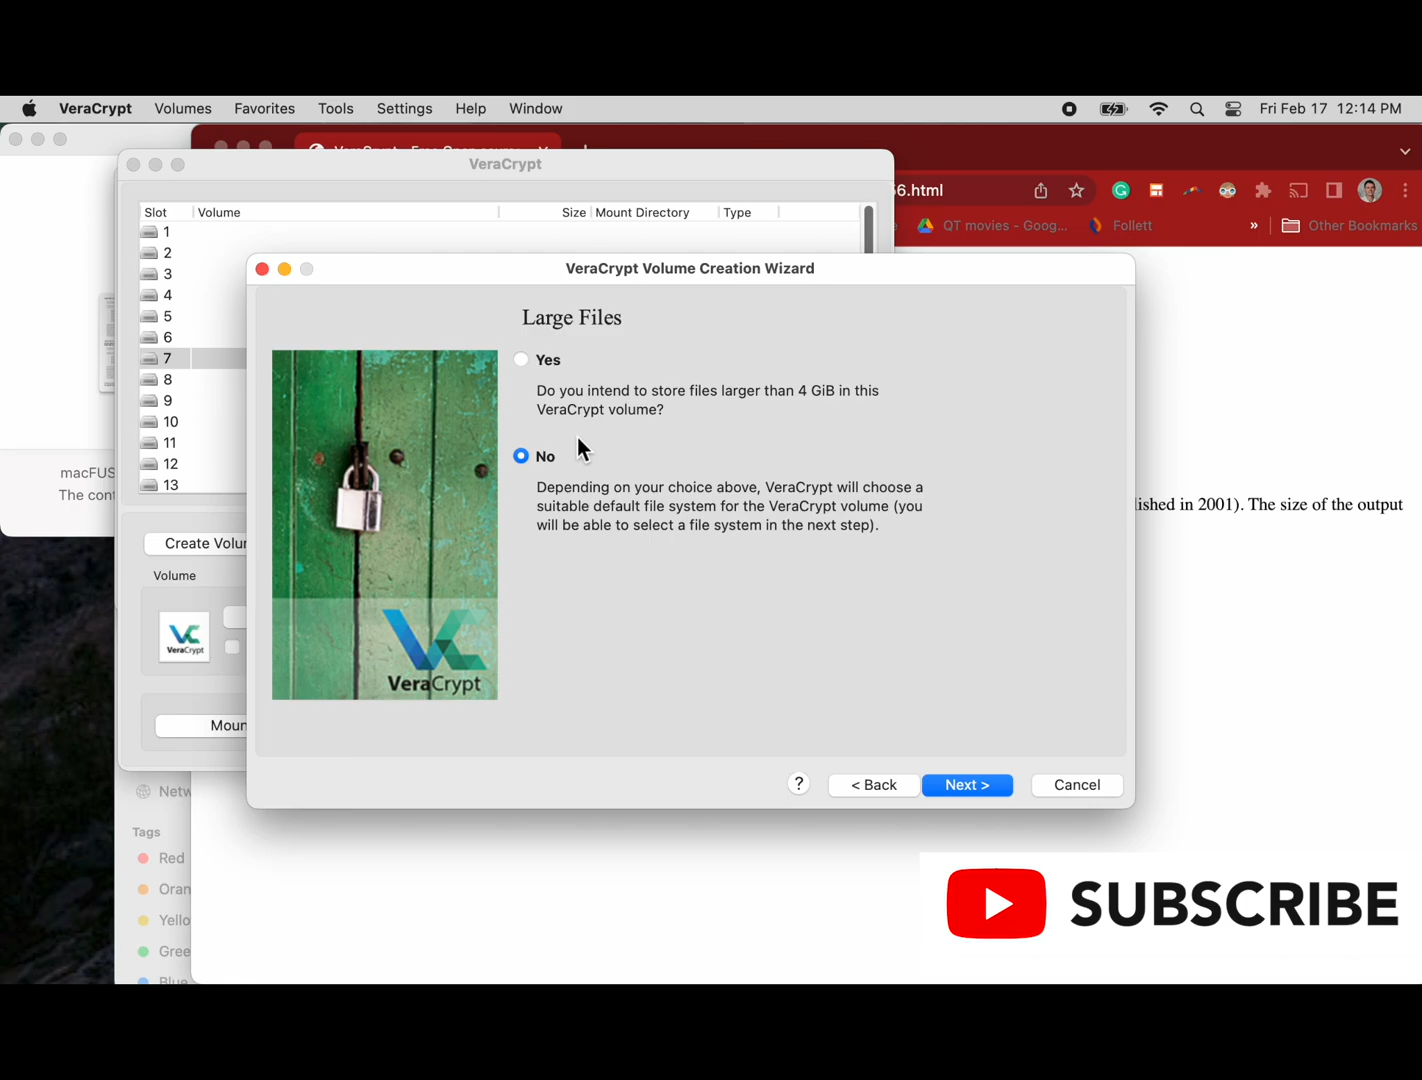 VeraCrypt Volumes Favorites Tools Settings Help Window Fri Feb 17 12:14 PM
VeraCrypt
6.html
Slot Volume Size Mount Directory Type
QT movies - Goog... Follett » Other Bookmarks
1
2
3
4
5
6
7
8
9
10
11
12
13
VeraCrypt Volume Creation Wizard
Large Files
Yes
Do you intend to store files larger than 4 GiB in this
VeraCrypt volume?
No
Depending on your choice above, VeraCrypt will choose a
suitable default file system for the VeraCrypt volume (you
will be able to select a file system in the next step).
VeraCrypt
? < Back Next > Cancel
macFUS
The cont
lished in 2001). The size of the output
Create Volu
Volume
VeraCrypt
Moun
Netw
Tags
Red
Oran
Yello
Gree
Blue
SUBSCRIBE